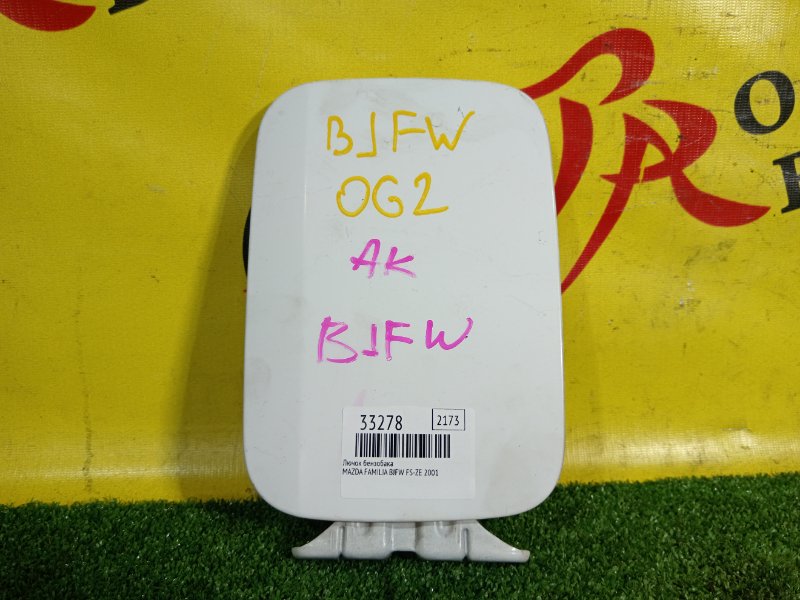 BJFW
OG2
AK
BJFW
33278
2173
Лючок бензобака
MAZDA FAMILIA BJFW FS-ZE 2001